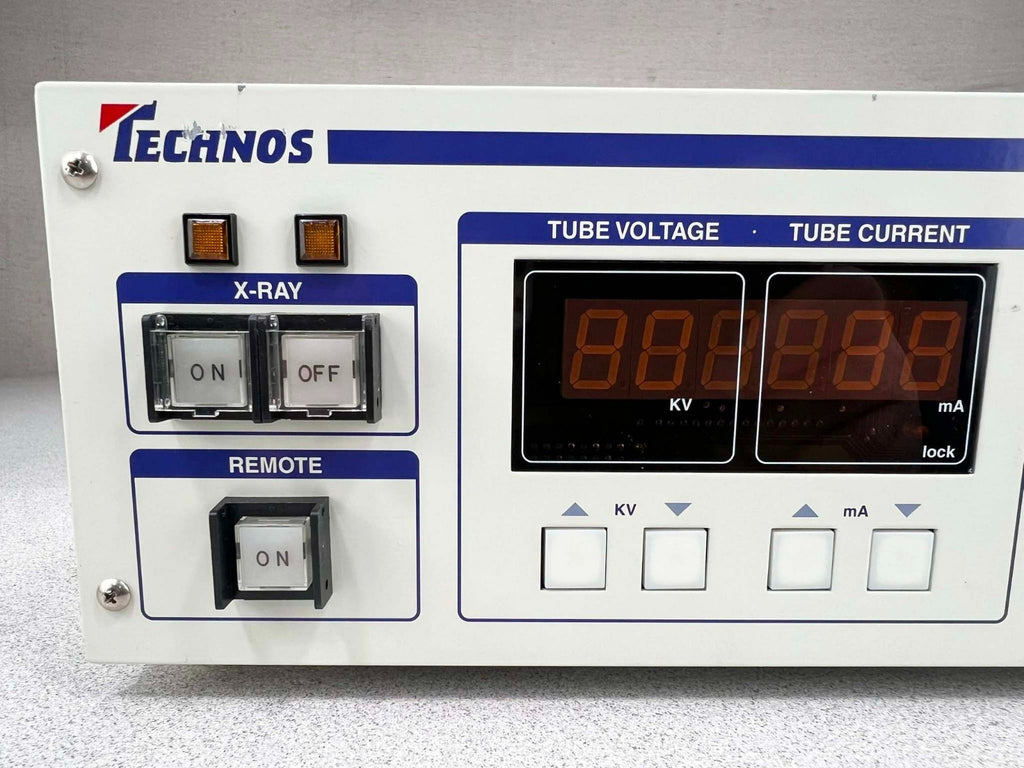 TECHNOS
TUBE VOLTAGE · TUBE CURRENT
X-RAY
ON OFF
KV mA
lock
REMOTE
ON
KV mA